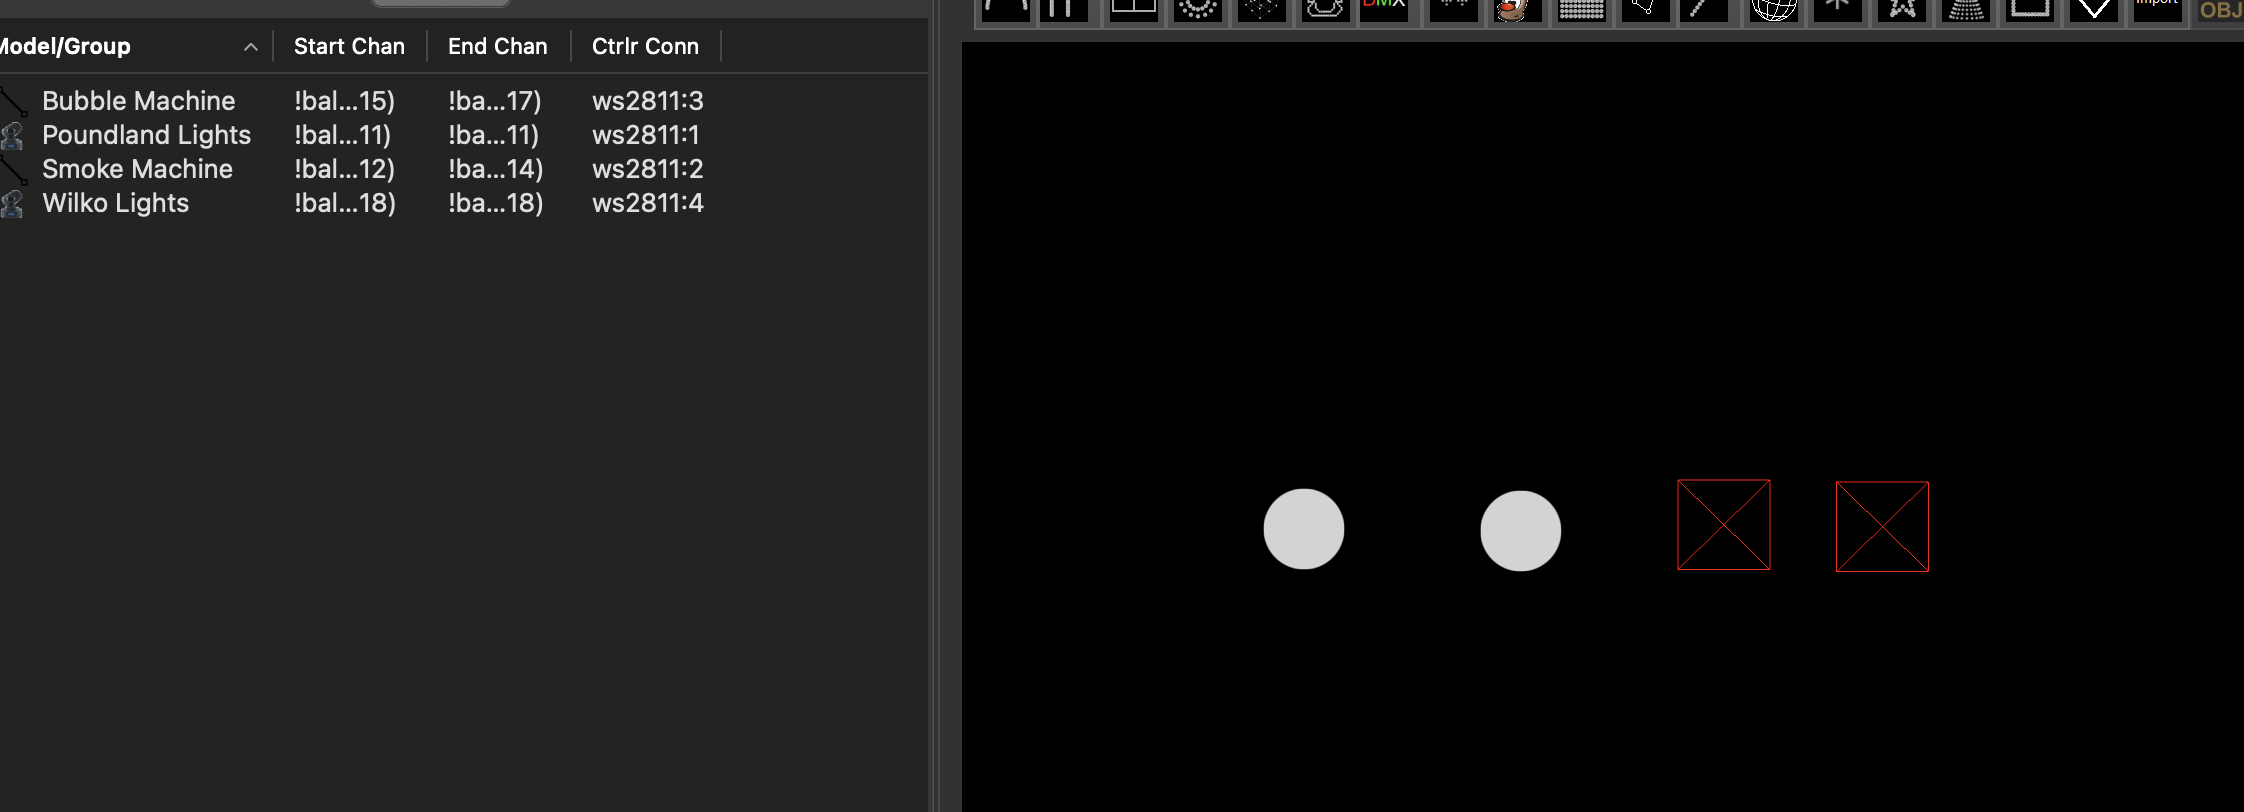 DMX Import OBJ
Model/Group Start Chan End Chan Ctrlr Conn
Bubble Machine !bal...15) !ba...17) ws2811:3
Poundland Lights !bal...11) !ba...11) ws2811:1
Smoke Machine !bal...12) !ba...14) ws2811:2
Wilko Lights !bal...18) !ba...18) ws2811:4